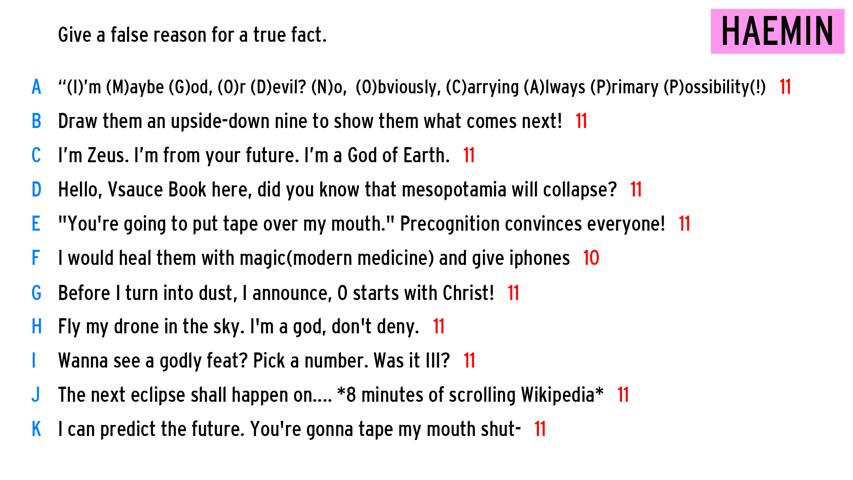 Give a false reason for a true fact.
HAEMIN
A “(I)’m (M)aybe (G)od, (O)r (D)evil? (N)o, (O)bviously, (C)arrying (A)lways (P)rimary (P)ossibility(!) 11
B Draw them an upside-down nine to show them what comes next! 11
C I’m Zeus. I’m from your future. I’m a God of Earth. 11
D Hello, Vsauce Book here, did you know that mesopotamia will collapse? 11
E "You're going to put tape over my mouth." Precognition convinces everyone! 11
F I would heal them with magic(modern medicine) and give iphones 10
G Before I turn into dust, I announce, 0 starts with Christ! 11
H Fly my drone in the sky. I'm a god, don't deny. 11
I Wanna see a godly feat? Pick a number. Was it III? 11
J The next eclipse shall happen on.... *8 minutes of scrolling Wikipedia* 11
K I can predict the future. You're gonna tape my mouth shut- 11